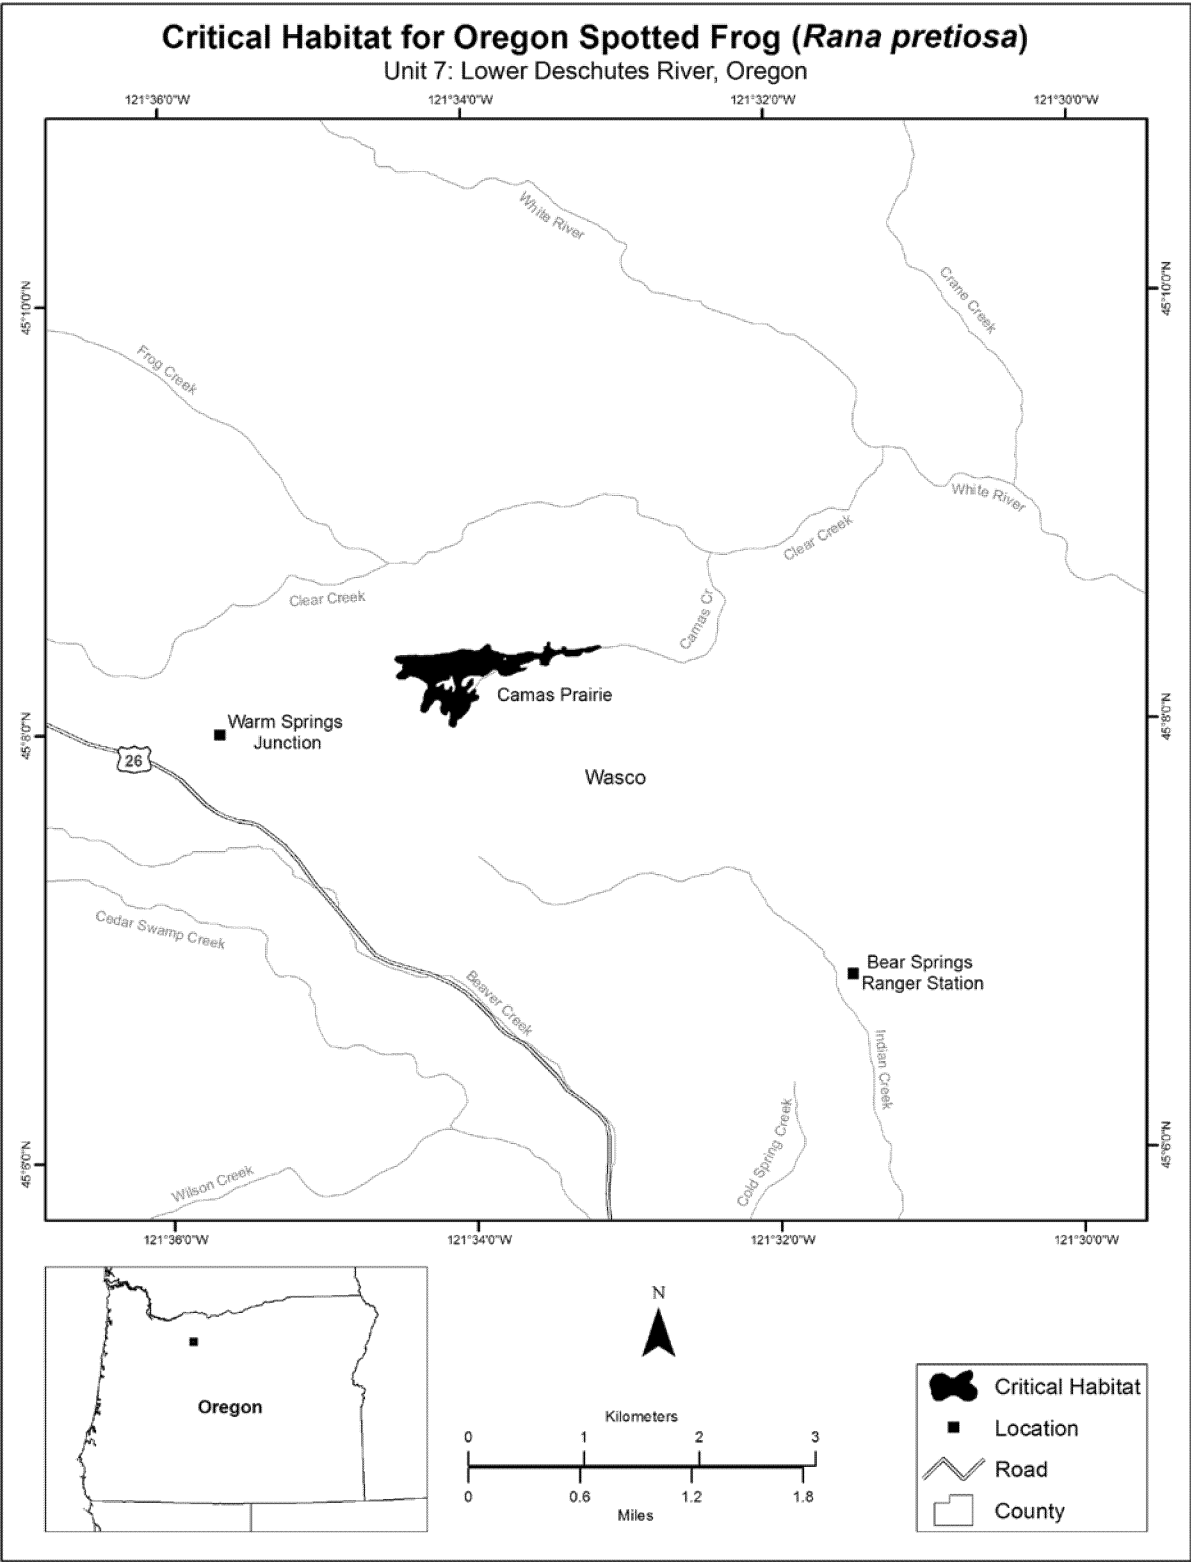 Critical Habitat for Oregon Spotted Frog (Rana pretiosa)
Unit 7: Lower Deschutes River, Oregon
121°36'0"W
121°34'0"W
121°32'0"W
121°30'0"W
White River
Crane Creek
45°10'0"N
45°10'0"N
Frog Creek
White River
Clear Creek
Clear Creek
Camas Cr
Camas Prairie
45°8'0"N
45°8'0"N
Warm Springs
Junction
26
Wasco
Cedar Swamp Creek
Bear Springs
Ranger Station
Beaver Creek
Indian Creek
Cold Spring Creek
Wilson Creek
45°6'0"N
45°6'0"N
121°36'0"W
121°34'0"W
121°32'0"W
121°30'0"W
Oregon
N
Kilometers
0 1 2 3
0 0.6 1.2 1.8
Miles
Critical Habitat
Location
Road
County